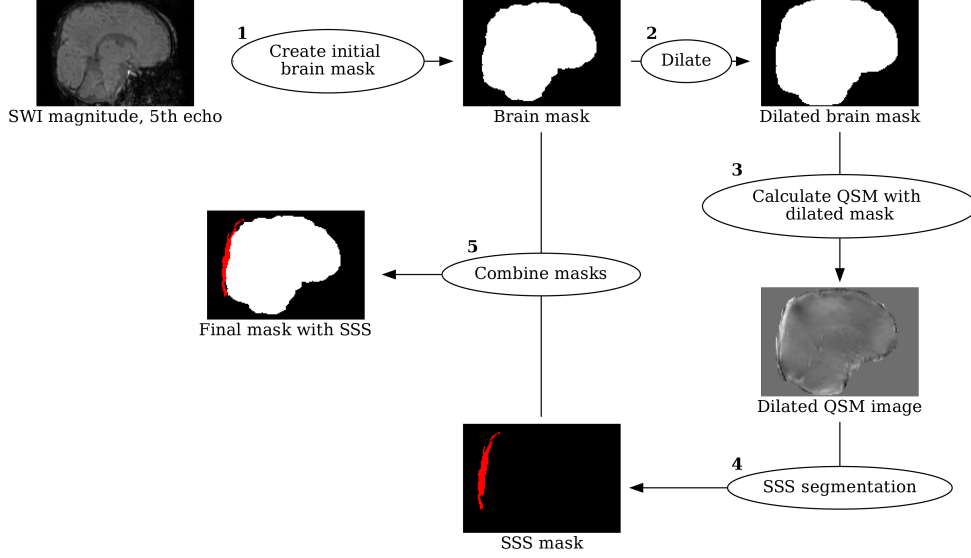 1
Create initial
brain mask
2
Dilate
SWI magnitude, 5th echo
Brain mask
Dilated brain mask
3
Calculate QSM with
dilated mask
5
Combine masks
Final mask with SSS
Dilated QSM image
4
SSS segmentation
SSS mask